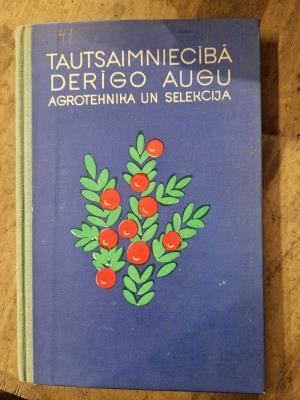 TAUTSAIMNIECĪBĀ
DERĪGO AUGU
AGROTEHNIKA UN SELEKCIJA